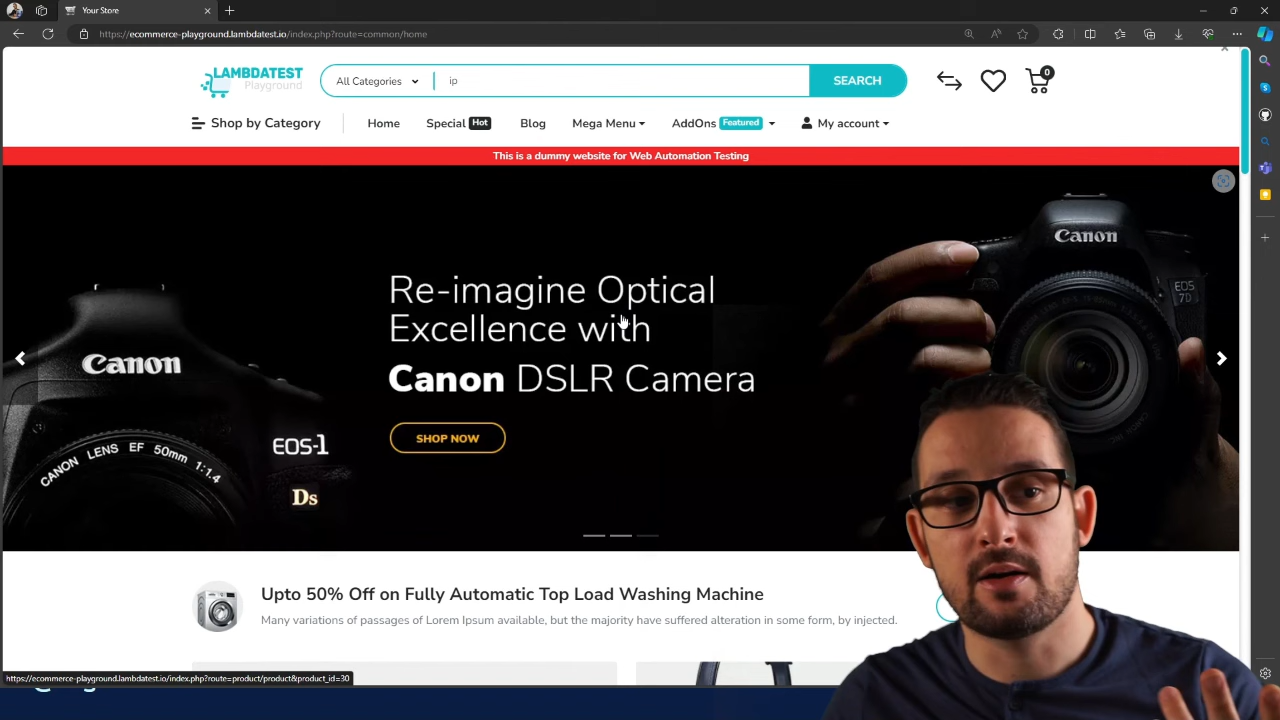 Your Store
https://ecommerce-playground.lambdatest.io/index.php?route=common/home
LAMBDATEST
Playground
All Categories
ip
SEARCH
0
Shop by Category
Home
Special Hot
Blog
Mega Menu
AddOns Featured
My account
This is a dummy website for Web Automation Testing
Canon
EOS
7D
Re-imagine Optical
Excellence with
Canon DSLR Camera
SHOP NOW
Canon
EOS-1
Ds
CANON LENS EF 50mm 1:1.4
Upto 50% Off on Fully Automatic Top Load Washing Machine
Many variations of passages of Lorem Ipsum available, but the majority have suffered alteration in some form, by injected.
https://ecommerce-playground.lambdatest.io/index.php?route=product/product&product_id=30